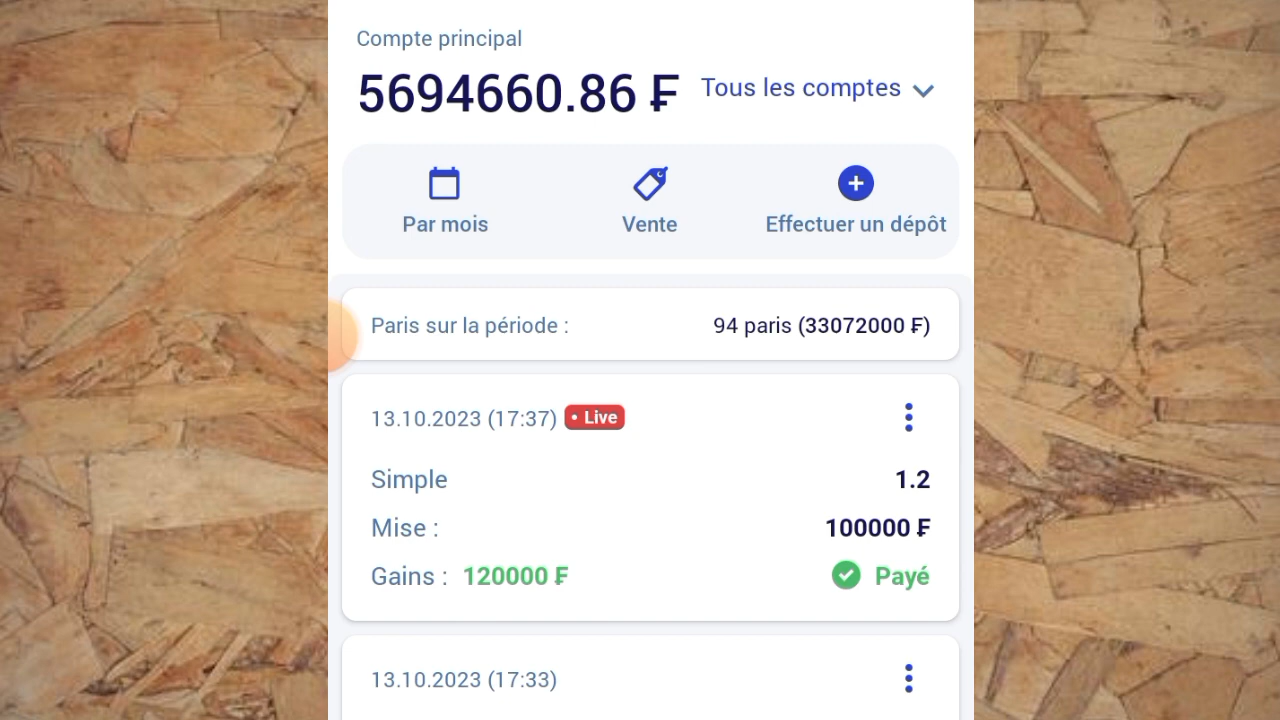 Compte principal
5694660.86 ₣ Tous les comptes
Par mois Vente Effectuer un dépôt
Paris sur la période : 94 paris (33072000 ₣)
13.10.2023 (17:37) • Live
Simple 1.2
Mise : 100000 ₣
Gains : 120000 ₣ Payé
13.10.2023 (17:33)